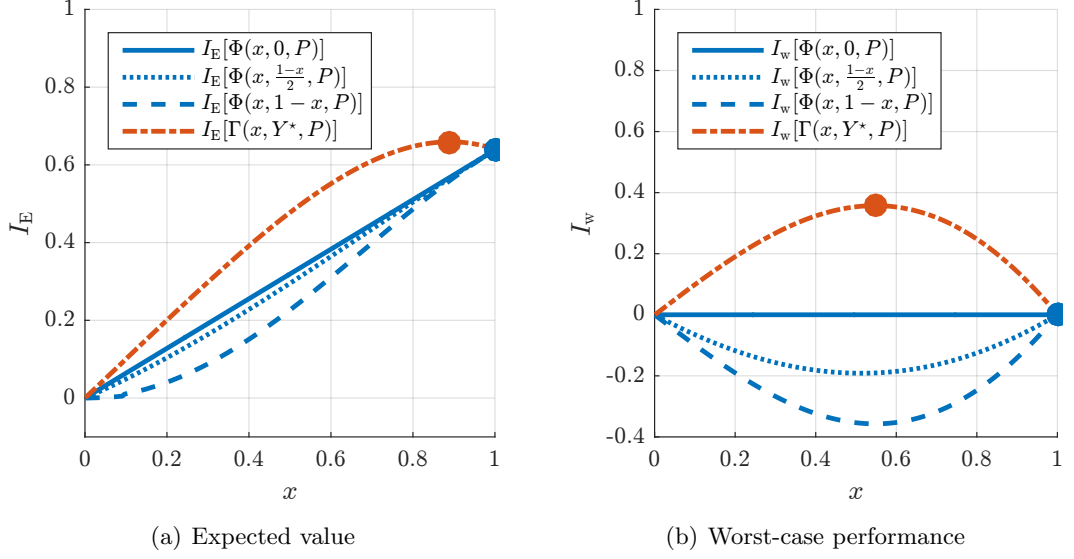 1
0.8
0.6
0.4
0.2
0
I_E
I_E[Φ(x, 0, P)]
I_E[Φ(x, (1−x)/2, P)]
I_E[Φ(x, 1 − x, P)]
I_E[Γ(x, Y⋆, P)]
0 0.2 0.4 0.6 0.8 1
x
(a) Expected value
1
0.8
0.6
0.4
0.2
0
-0.2
-0.4
I_w
I_w[Φ(x, 0, P)]
I_w[Φ(x, (1−x)/2, P)]
I_w[Φ(x, 1 − x, P)]
I_w[Γ(x, Y⋆, P)]
0 0.2 0.4 0.6 0.8 1
x
(b) Worst-case performance